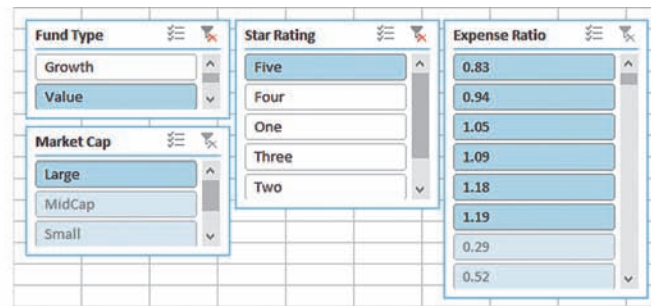 Fund Type
Growth
Value
Market Cap
Large
MidCap
Small
Star Rating
Five
Four
One
Three
Two
Expense Ratio
0.83
0.94
1.05
1.09
1.18
1.19
0.29
0.52